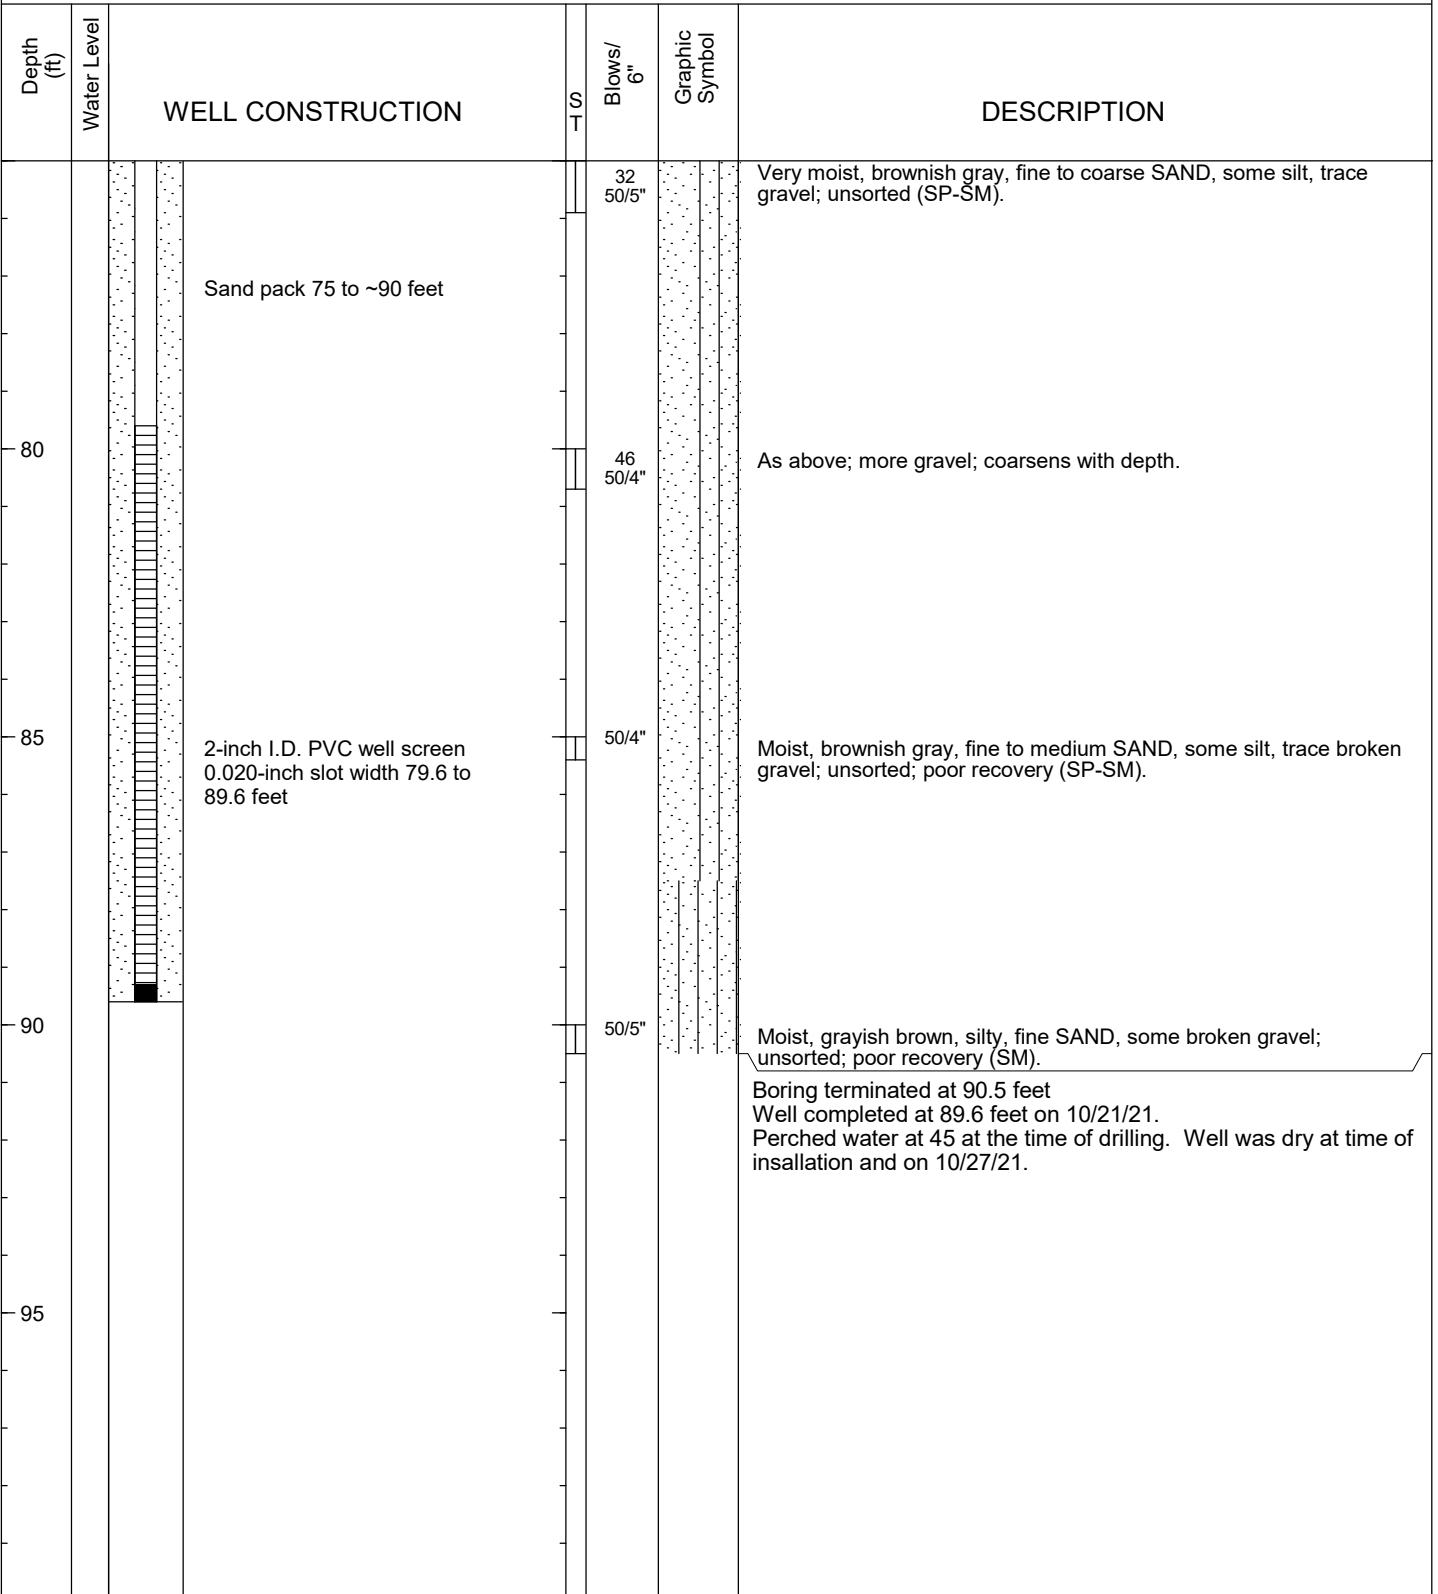 Depth
(ft)
Water Level
WELL CONSTRUCTION
S
T
Blows/
6"
Graphic
Symbol
DESCRIPTION
32
50/5"
Very moist, brownish gray, fine to coarse SAND, some silt, trace
gravel; unsorted (SP-SM).
Sand pack 75 to ~90 feet
80
46
50/4"
As above; more gravel; coarsens with depth.
85
2-inch I.D. PVC well screen
0.020-inch slot width 79.6 to
89.6 feet
50/4"
Moist, brownish gray, fine to medium SAND, some silt, trace broken
gravel; unsorted; poor recovery (SP-SM).
90
50/5"
Moist, grayish brown, silty, fine SAND, some broken gravel;
unsorted; poor recovery (SM).
Boring terminated at 90.5 feet
Well completed at 89.6 feet on 10/21/21.
Perched water at 45 at the time of drilling.  Well was dry at time of
insallation and on 10/27/21.
95